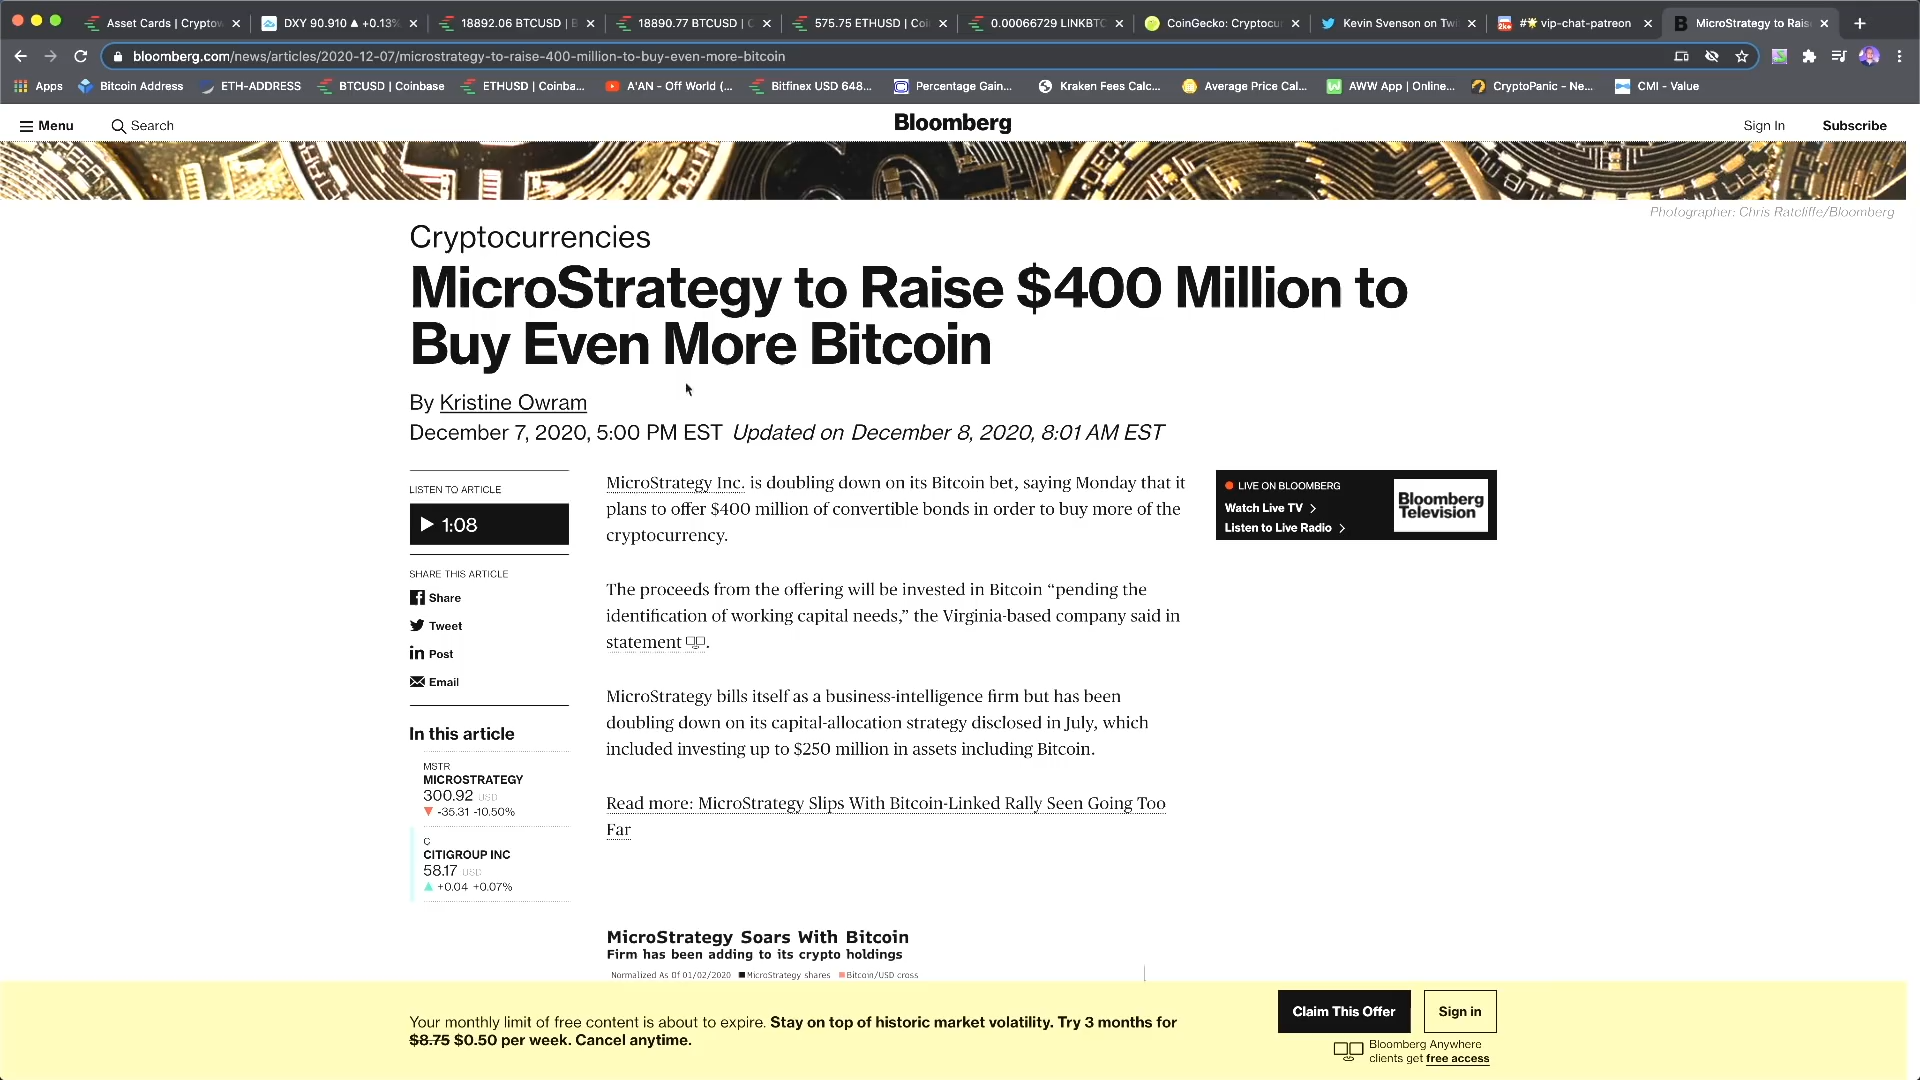 Asset Cards | Cryptow
DXY 90.910 ▲ +0.13%
18892.06 BTCUSD | B
18890.77 BTCUSD | C
575.75 ETHUSD | Coi
0.00066729 LINKBTC
CoinGecko: Cryptocur
Kevin Svenson on Twi
#🌟 vip-chat-patreon
MicroStrategy to Rais
bloomberg.com/news/articles/2020-12-07/microstrategy-to-raise-400-million-to-buy-even-more-bitcoin
Apps
Bitcoin Address
ETH-ADDRESS
BTCUSD | Coinbase
ETHUSD | Coinba...
A'AN - Off World (...
Bitfinex USD 648...
Percentage Gain...
Kraken Fees Calc...
Average Price Cal...
AWW App | Online...
CryptoPanic - Ne...
CMI - Value
Menu
Search
Bloomberg
Sign In
Subscribe
Photographer: Chris Ratcliffe/Bloomberg
Cryptocurrencies
MicroStrategy to Raise $400 Million to
Buy Even More Bitcoin
By Kristine Owram
December 7, 2020, 5:00 PM EST Updated on December 8, 2020, 8:01 AM EST
LISTEN TO ARTICLE
1:08
SHARE THIS ARTICLE
Share
Tweet
Post
Email
In this article
MSTR
MICROSTRATEGY
300.92 USD
▼ -35.31 -10.50%
C
CITIGROUP INC
58.17 USD
▲ +0.04 +0.07%
MicroStrategy Inc. is doubling down on its Bitcoin bet, saying Monday that it
plans to offer $400 million of convertible bonds in order to buy more of the
cryptocurrency.
The proceeds from the offering will be invested in Bitcoin “pending the
identification of working capital needs,” the Virginia-based company said in
statement .
MicroStrategy bills itself as a business-intelligence firm but has been
doubling down on its capital-allocation strategy disclosed in July, which
included investing up to $250 million in assets including Bitcoin.
Read more: MicroStrategy Slips With Bitcoin-Linked Rally Seen Going Too
Far
LIVE ON BLOOMBERG
Watch Live TV >
Listen to Live Radio >
Bloomberg
Television
MicroStrategy Soars With Bitcoin
Firm has been adding to its crypto holdings
Normalized As Of 01/02/2020 MicroStrategy shares Bitcoin/USD cross
Your monthly limit of free content is about to expire. Stay on top of historic market volatility. Try 3 months for
$8.75 $0.50 per week. Cancel anytime.
Claim This Offer
Sign in
Bloomberg Anywhere
clients get free access